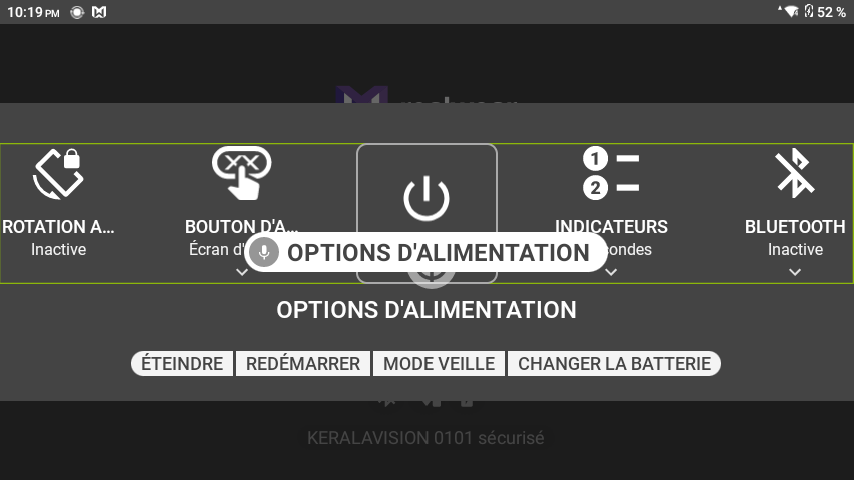 10:19 PM
52 %
ROTATION A...
BOUTON D'A...
INDICATEURS
BLUETOOTH
Inactive
Écran d'
ondes
Inactive
OPTIONS D'ALIMENTATION
OPTIONS D'ALIMENTATION
ÉTEINDRE
REDÉMARRER
MODE VEILLE
CHANGER LA BATTERIE
KERALAVISION 0101 sécurisé